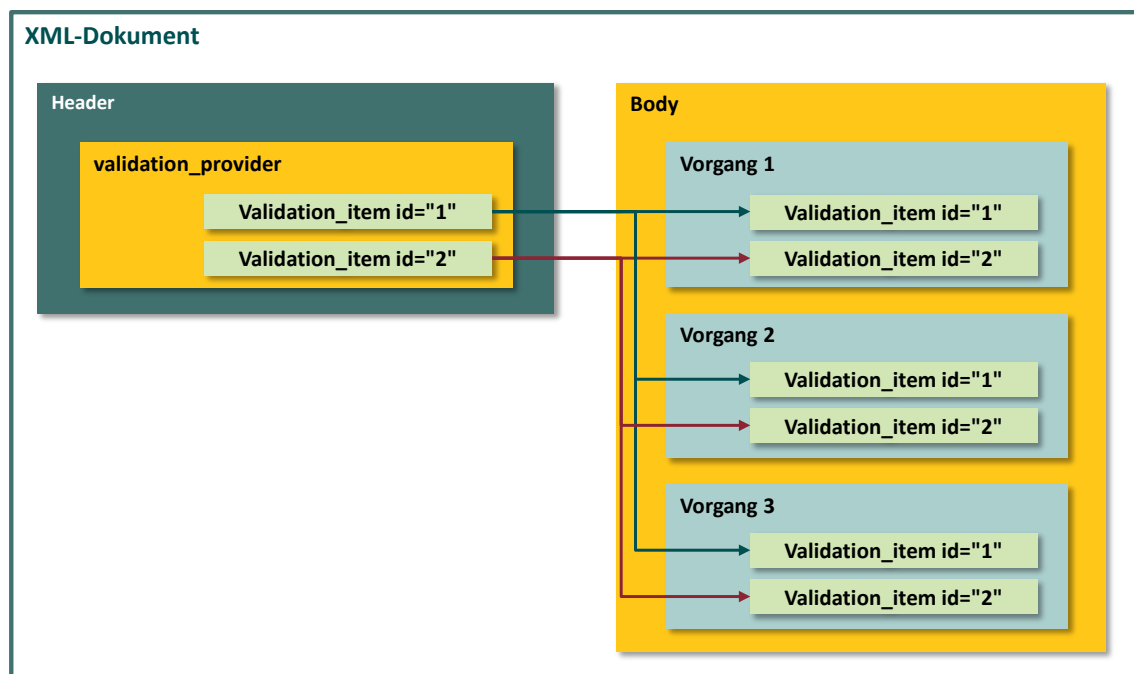 XML-Dokument
Header
validation_provider
Validation_item id="1"
Validation_item id="2"
Body
Vorgang 1
Validation_item id="1"
Validation_item id="2"
Vorgang 2
Validation_item id="1"
Validation_item id="2"
Vorgang 3
Validation_item id="1"
Validation_item id="2"